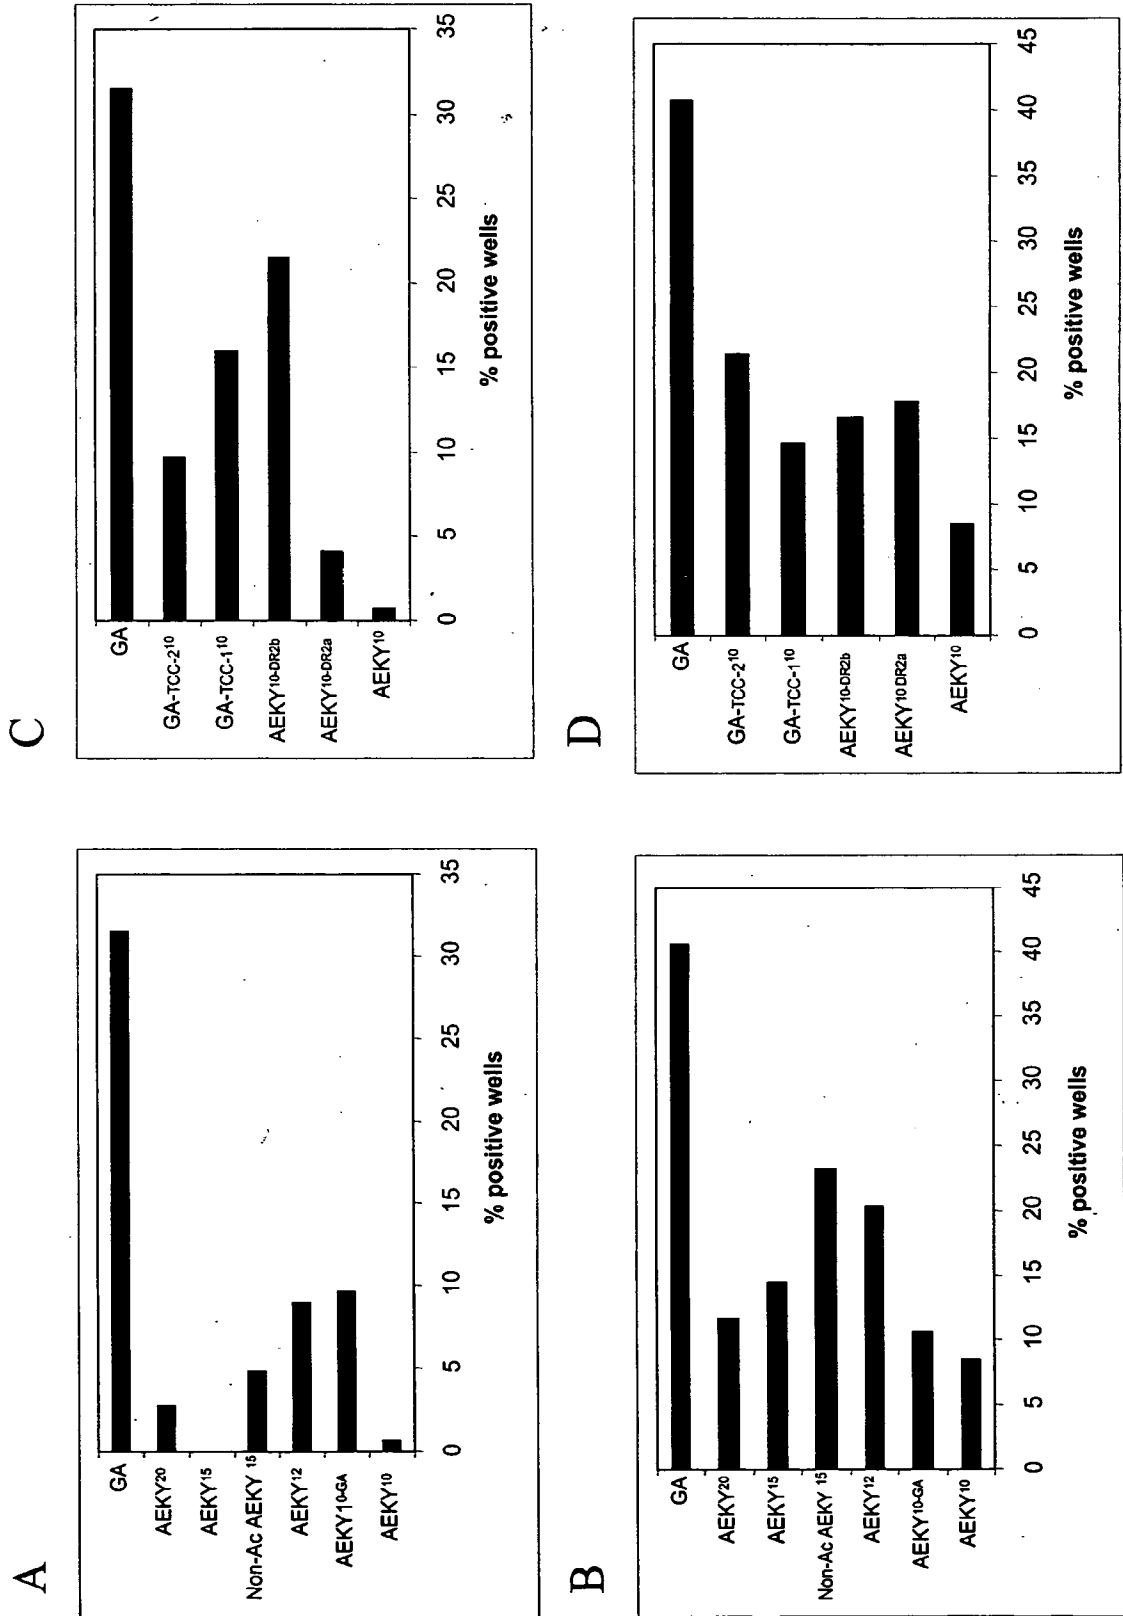 A
GA
AEKY20
AEKY15
Non-Ac AEKY 15
AEKY12
AEKY10-GA
AEKY10
0 5 10 15 20 25 30 35
% positive wells
B
GA
AEKY20
AEKY15
Non-Ac AEKY 15
AEKY12
AEKY10-GA
AEKY10
0 5 10 15 20 25 30 35 40 45
% positive wells
C
GA
GA-TCC-210
GA-TCC-110
AEKY10-DR2b
AEKY10-DR2a
AEKY10
0 5 10 15 20 25 30 35
% positive wells
D
GA
GA-TCC-210
GA-TCC-110
AEKY10-DR2b
AEKY10 DR2a
AEKY10
0 5 10 15 20 25 30 35 40 45
% positive wells